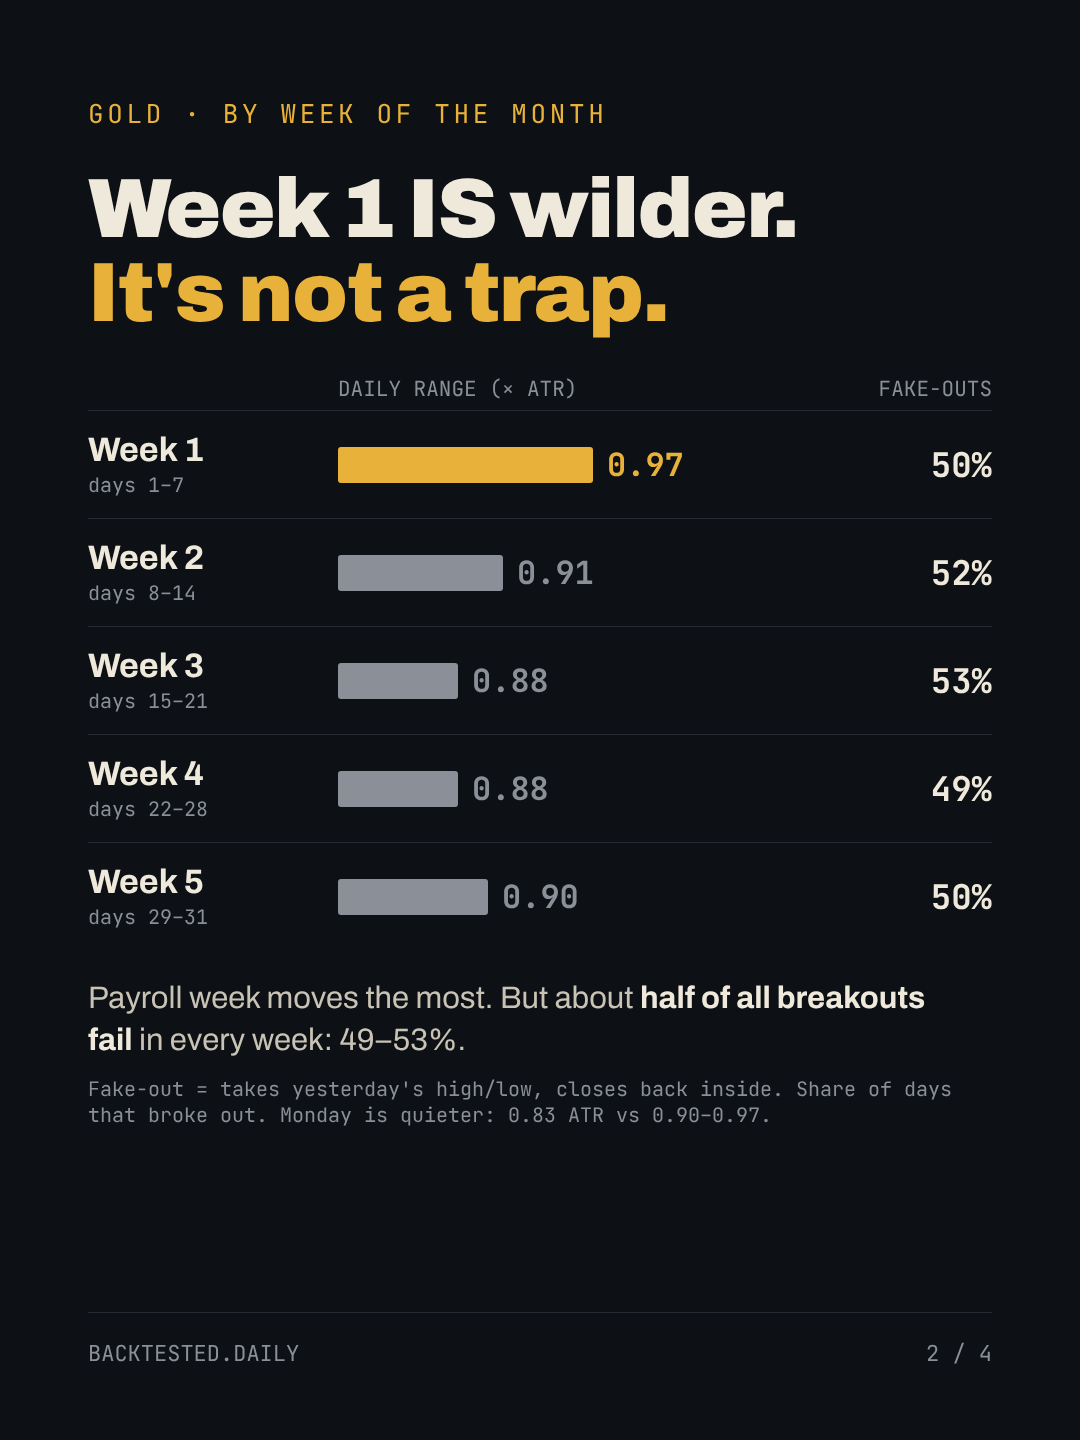 GOLD · BY WEEK OF THE MONTH
Week 1 IS wilder.
It's not a trap.
DAILY RANGE (× ATR) FAKE-OUTS
Week 1
days 1–7
0.97 50%
Week 2
days 8–14
0.91 52%
Week 3
days 15–21
0.88 53%
Week 4
days 22–28
0.88 49%
Week 5
days 29–31
0.90 50%
Payroll week moves the most. But about half of all breakouts
fail in every week: 49–53%.
Fake-out = takes yesterday's high/low, closes back inside. Share of days
that broke out. Monday is quieter: 0.83 ATR vs 0.90–0.97.
BACKTESTED.DAILY 2 / 4